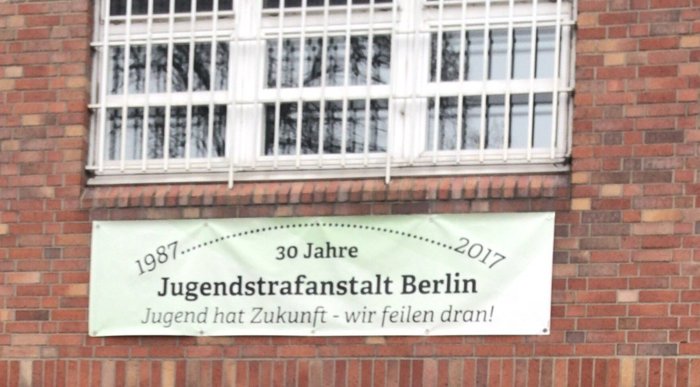 1987 2017
30 Jahre
Jugendstrafanstalt Berlin
Jugend hat Zukunft - wir feilen dran!